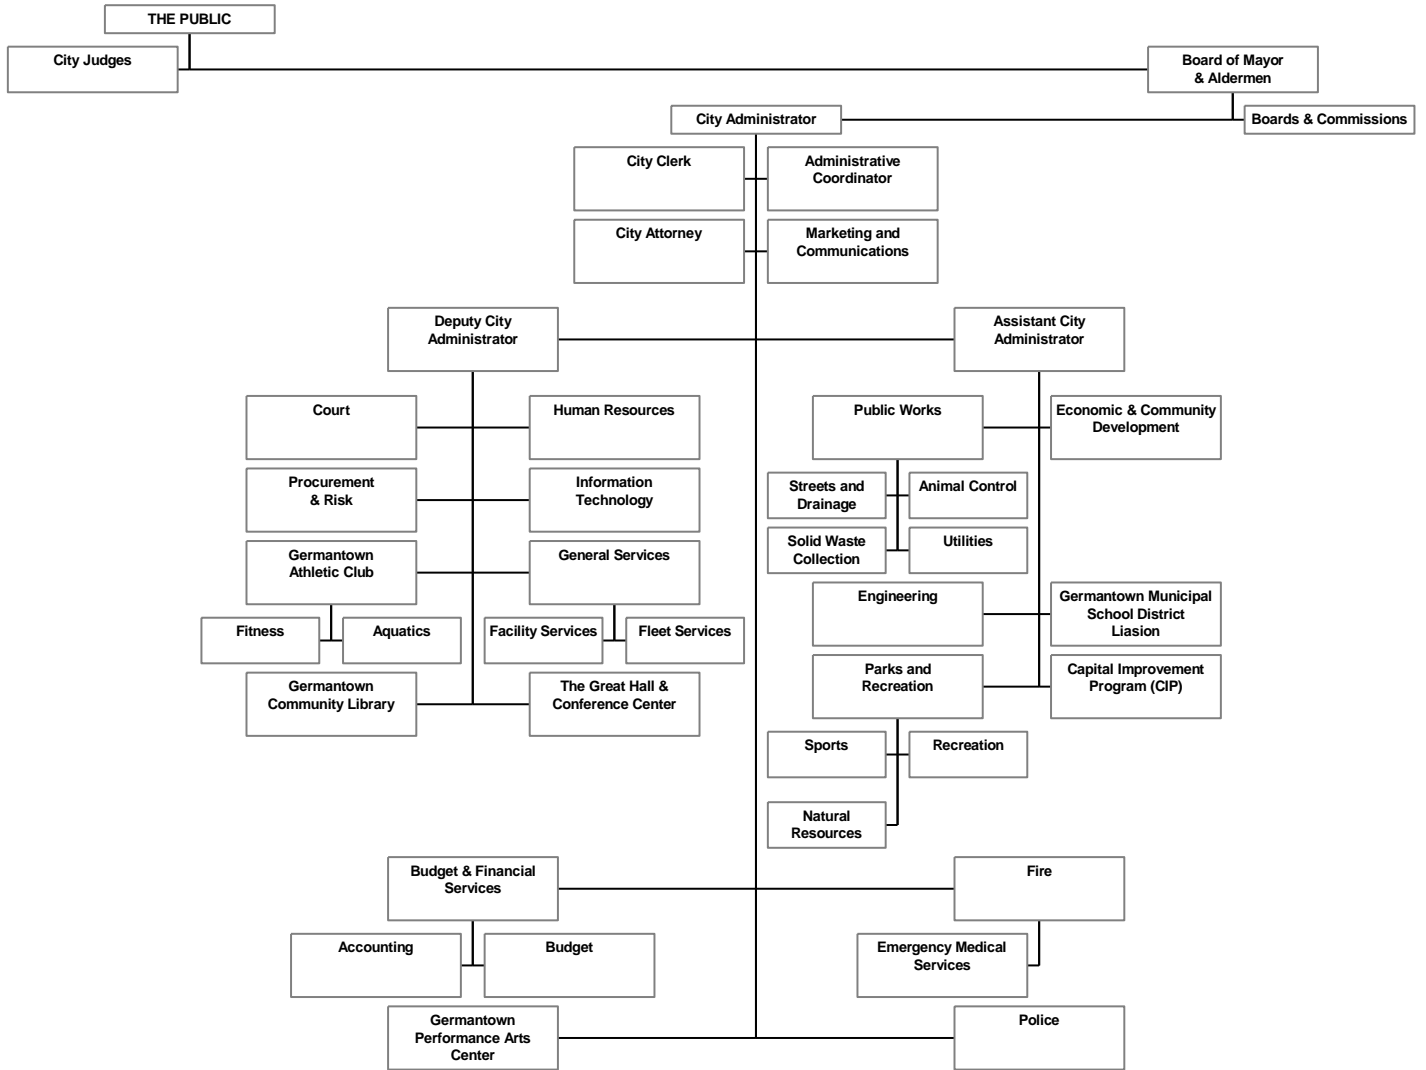 THE PUBLIC
City Judges
Board of Mayor
& Aldermen
City Administrator
Boards & Commissions
City Clerk
Administrative
Coordinator
City Attorney
Marketing and
Communications
Deputy City
Administrator
Assistant City
Administrator
Court
Human Resources
Public Works
Economic & Community
Development
Procurement
& Risk
Information
Technology
Streets and
Drainage
Animal Control
Solid Waste
Collection
Utilities
Germantown
Athletic Club
General Services
Engineering
Germantown Municipal
School District
Liasion
Fitness
Aquatics
Facility Services
Fleet Services
Germantown
Community Library
The Great Hall &
Conference Center
Parks and
Recreation
Capital Improvement
Program (CIP)
Sports
Recreation
Natural
Resources
Budget & Financial
Services
Fire
Accounting
Budget
Emergency Medical
Services
Germantown
Performance Arts
Center
Police